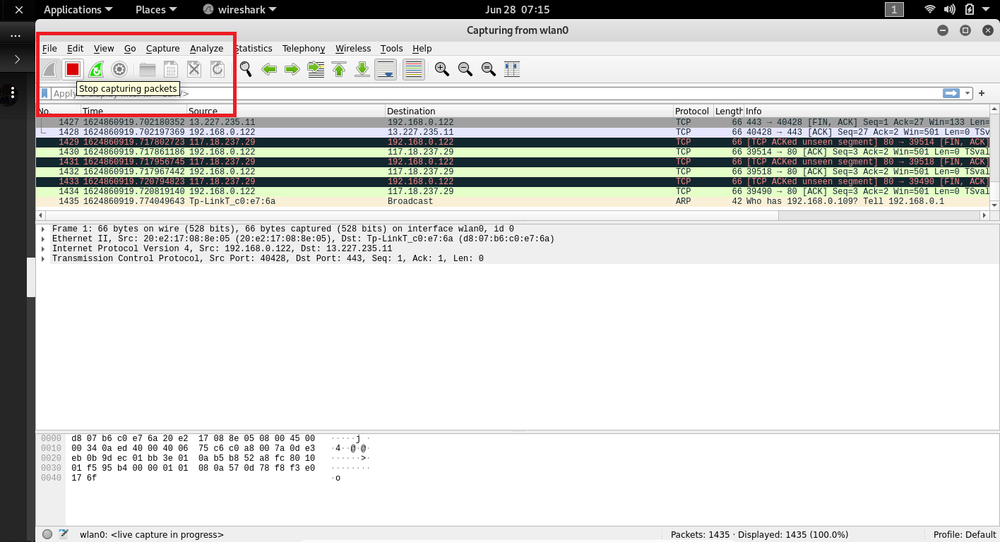 Applications Places wireshark Jun 28 07:15 1
Capturing from wlan0
File Edit View Go Capture Analyze Statistics Telephony Wireless Tools Help
Stop capturing packets
Apply
No. Time Source Destination Protocol Length Info
1427 1624860919.702180352 13.227.235.11 192.168.0.122 TCP 66 443 → 40428 [FIN, ACK] Seq=1 Ack=27 Win=133 Len=
1428 1624860919.702197369 192.168.0.122 13.227.235.11 TCP 66 40428 → 443 [ACK] Seq=27 Ack=2 Win=501 Len=0 TSv
1429 1624860919.717802723 117.18.237.29 192.168.0.122 TCP 66 [TCP ACKed unseen segment] 80 → 39514 [FIN, ACK]
1430 1624860919.717861186 192.168.0.122 117.18.237.29 TCP 66 39514 → 80 [ACK] Seq=3 Ack=2 Win=501 Len=0 TSval
1431 1624860919.717956745 117.18.237.29 192.168.0.122 TCP 66 [TCP ACKed unseen segment] 80 → 39518 [FIN, ACK]
1432 1624860919.717967442 192.168.0.122 117.18.237.29 TCP 66 39518 → 80 [ACK] Seq=3 Ack=2 Win=501 Len=0 TSval
1433 1624860919.720794823 117.18.237.29 192.168.0.122 TCP 66 [TCP ACKed unseen segment] 80 → 39490 [FIN, ACK]
1434 1624860919.720819140 192.168.0.122 117.18.237.29 TCP 66 39490 → 80 [ACK] Seq=3 Ack=2 Win=501 Len=0 TSval
1435 1624860919.774049643 Tp-LinkT_c0:e7:6a Broadcast ARP 42 Who has 192.168.0.109? Tell 192.168.0.1
Frame 1: 66 bytes on wire (528 bits), 66 bytes captured (528 bits) on interface wlan0, id 0
Ethernet II, Src: 20:e2:17:08:8e:05 (20:e2:17:08:8e:05), Dst: Tp-LinkT_c0:e7:6a (d8:07:b6:c0:e7:6a)
Internet Protocol Version 4, Src: 192.168.0.122, Dst: 13.227.235.11
Transmission Control Protocol, Src Port: 40428, Dst Port: 443, Seq: 1, Ack: 1, Len: 0
0000 d8 07 b6 c0 e7 6a 20 e2 17 08 8e 05 08 00 45 00 ·····j ·
0010 00 34 0a ed 40 00 40 06 75 c6 c0 a8 00 7a 0d e3 ·4··@·@·
0020 eb 0b 9d ec 01 bb 3e 01 0a b5 b8 52 a8 fc 80 10 ······>·
0030 01 f5 95 b4 00 00 01 01 08 0a 57 0d 78 f8 f3 e0 ········
0040 17 6f ·o
wlan0: <live capture in progress> Packets: 1435 · Displayed: 1435 (100.0%) Profile: Default